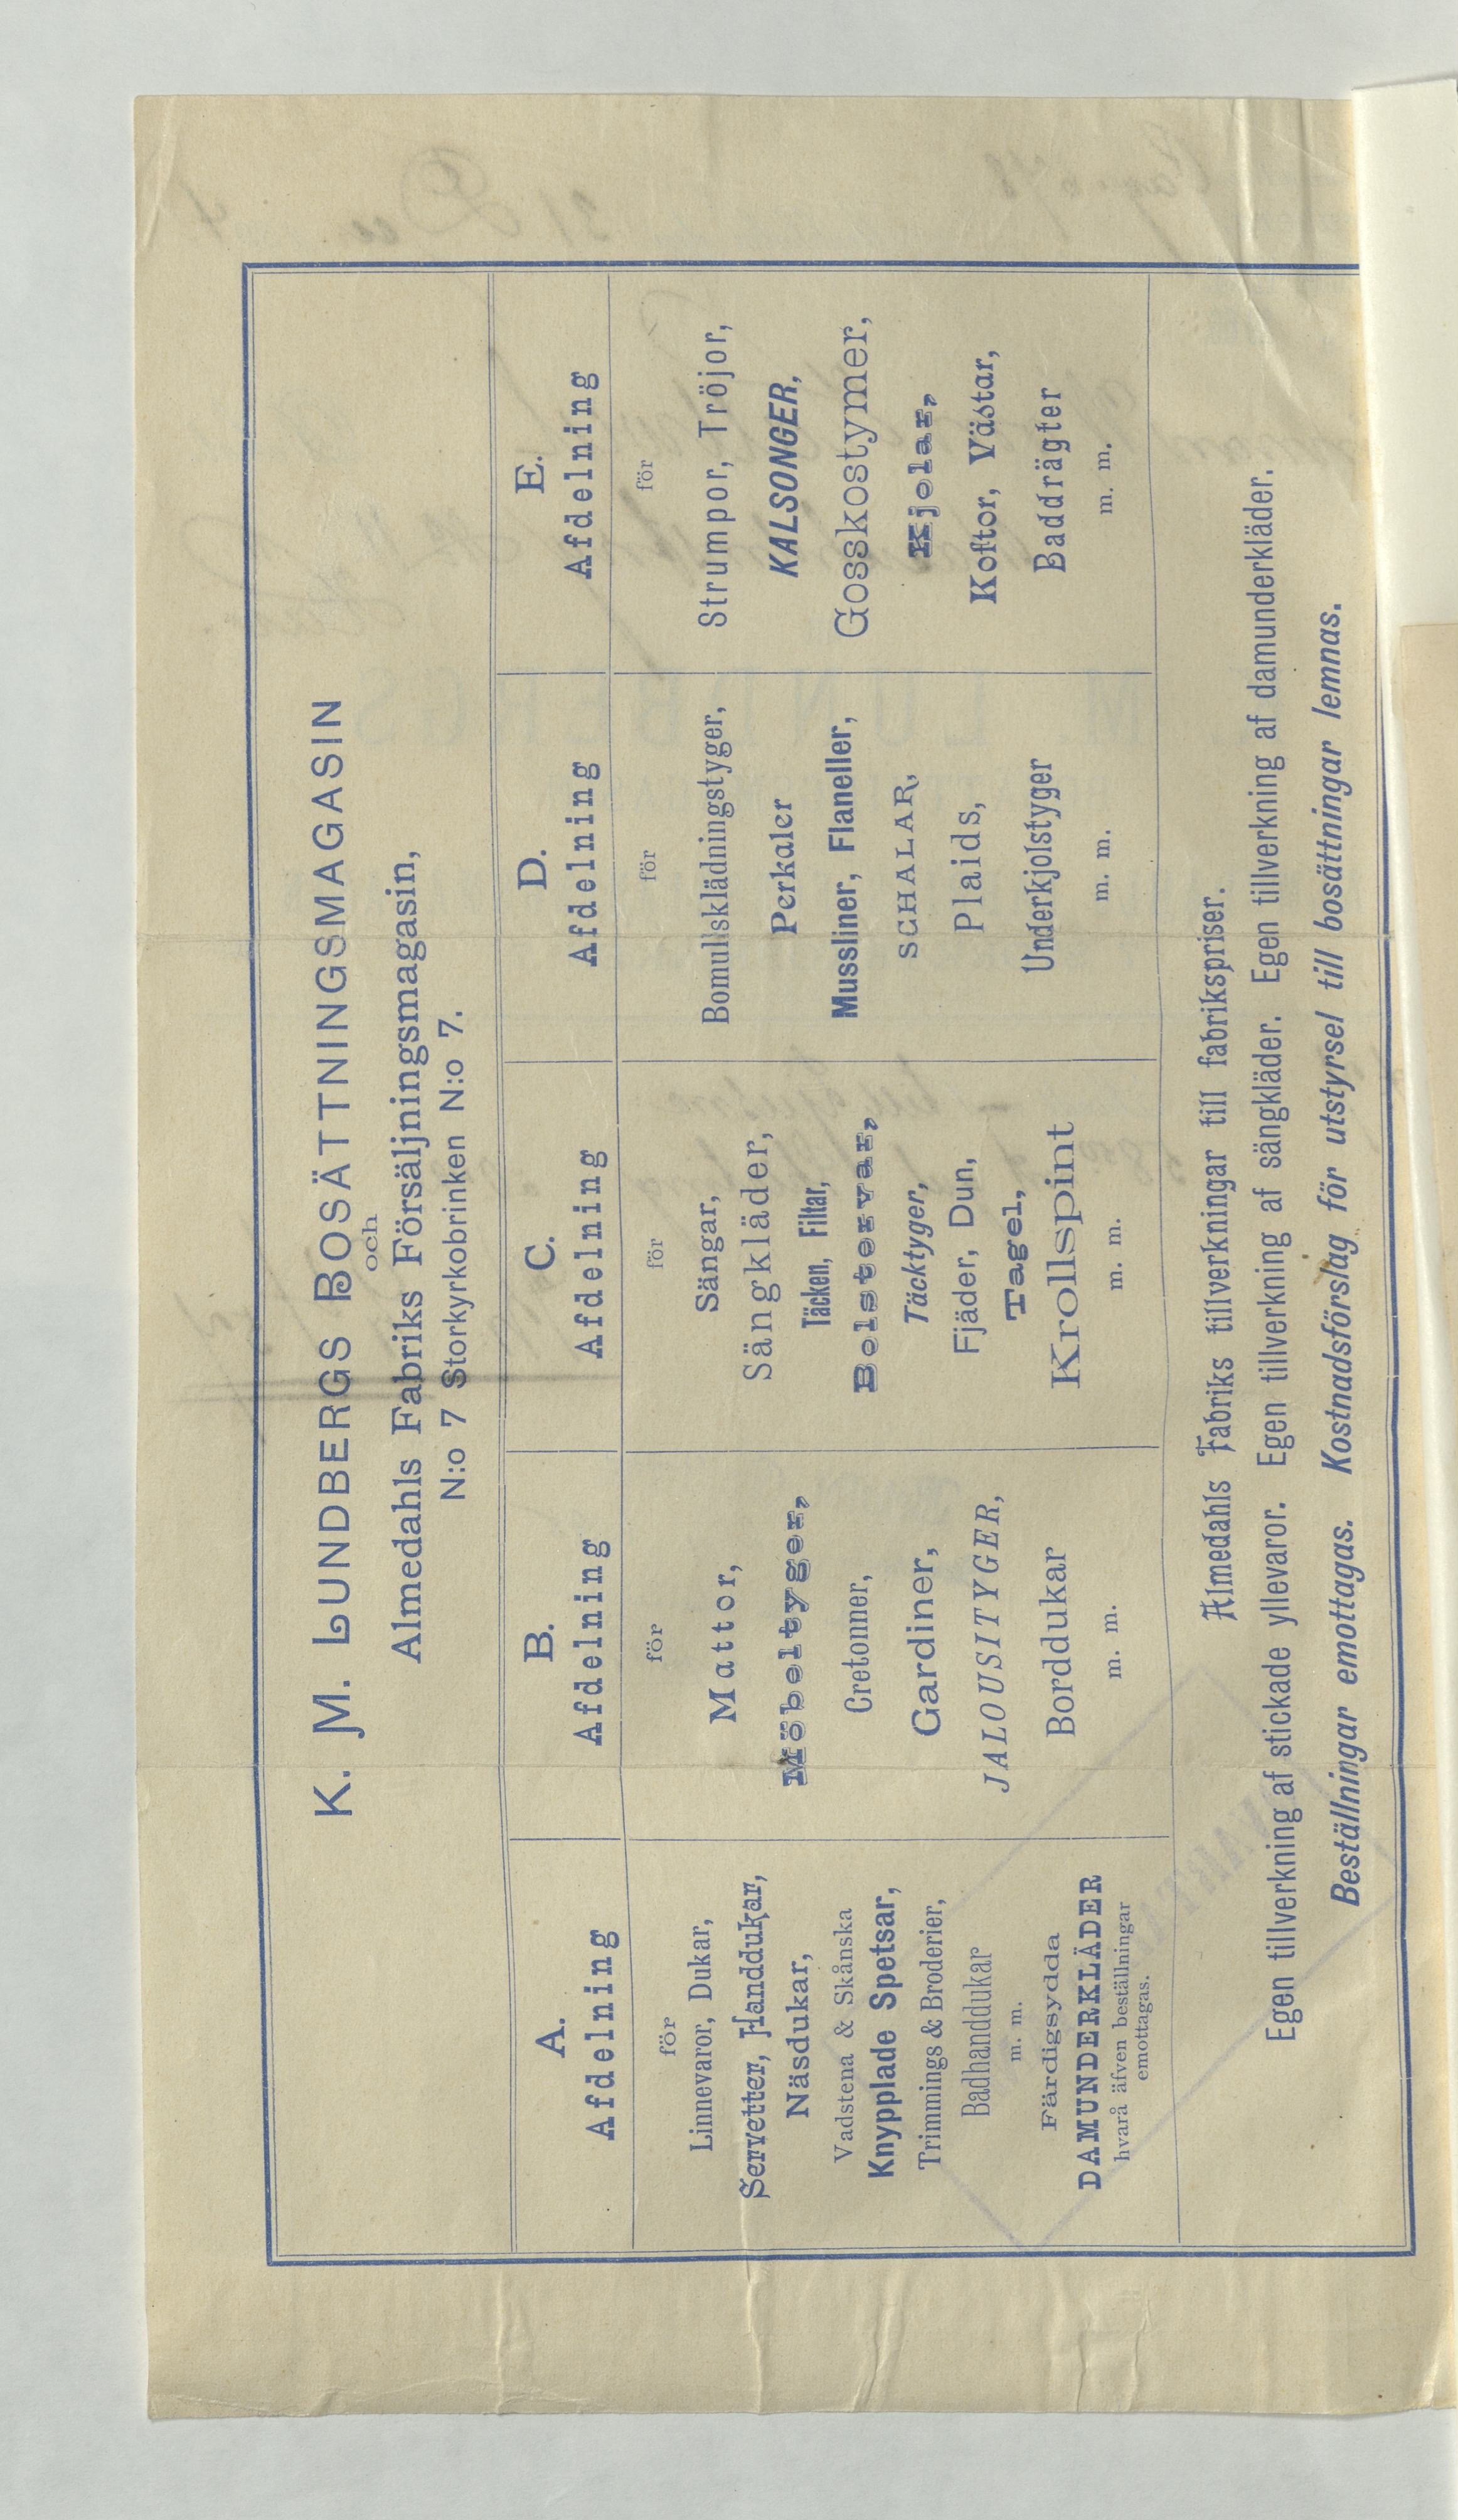 K. M. LUNDBERGS BOSÄTTNINGSMAGASIN
och
Almedahls Fabriks Försäljningsmagasin,
N:o 7 Storkyrkobrinken N:o 7.
A.
Afdelning
för
Linnevaror, Dukar,
Servetter, Handdukar,
Näsdukar,
Vadstena & Skånska
Knypplade Spetsar,
Trimmings & Broderier,
Badhanddukar
m. m.
Färdigsydda
DAMUNDERKLÄDER
hvarå äfven beställningar
emottagas.
B.
Afdelning
för
Mattor,
Möbeltyger,
Cretonner,
Gardiner,
JALOUSITYGER,
Borddukar
m. m.
C.
Afdelning
för
Sängar,
Sängkläder,
Täcken, Filtar,
Bolstervar,
Täcktyger,
Fjäder, Dun,
Tagel,
Krollspint
m. m.
D.
Afdelning
för
Bomullsklädningstyger,
Perkaler
Mussliner, Flaneller,
SCHALAR,
Plaids,
Underkjolstyger
m. m.
E.
Afdelning
för
Strumpor, Tröjor,
KALSONGER,
Gosskostymer,
Kjolar,
Koftor, Västar,
Baddrägter
m. m.
Almedahls Fabriks tillverkningar till fabrikspriser.
Egen tillverkning af stickade yllevaror. Egen tillverkning af sängkläder. Egen tillverkning af damunderkläder.
Beställningar emottagas. Kostnadsförslag för utstyrsel till bosättningar lemnas.